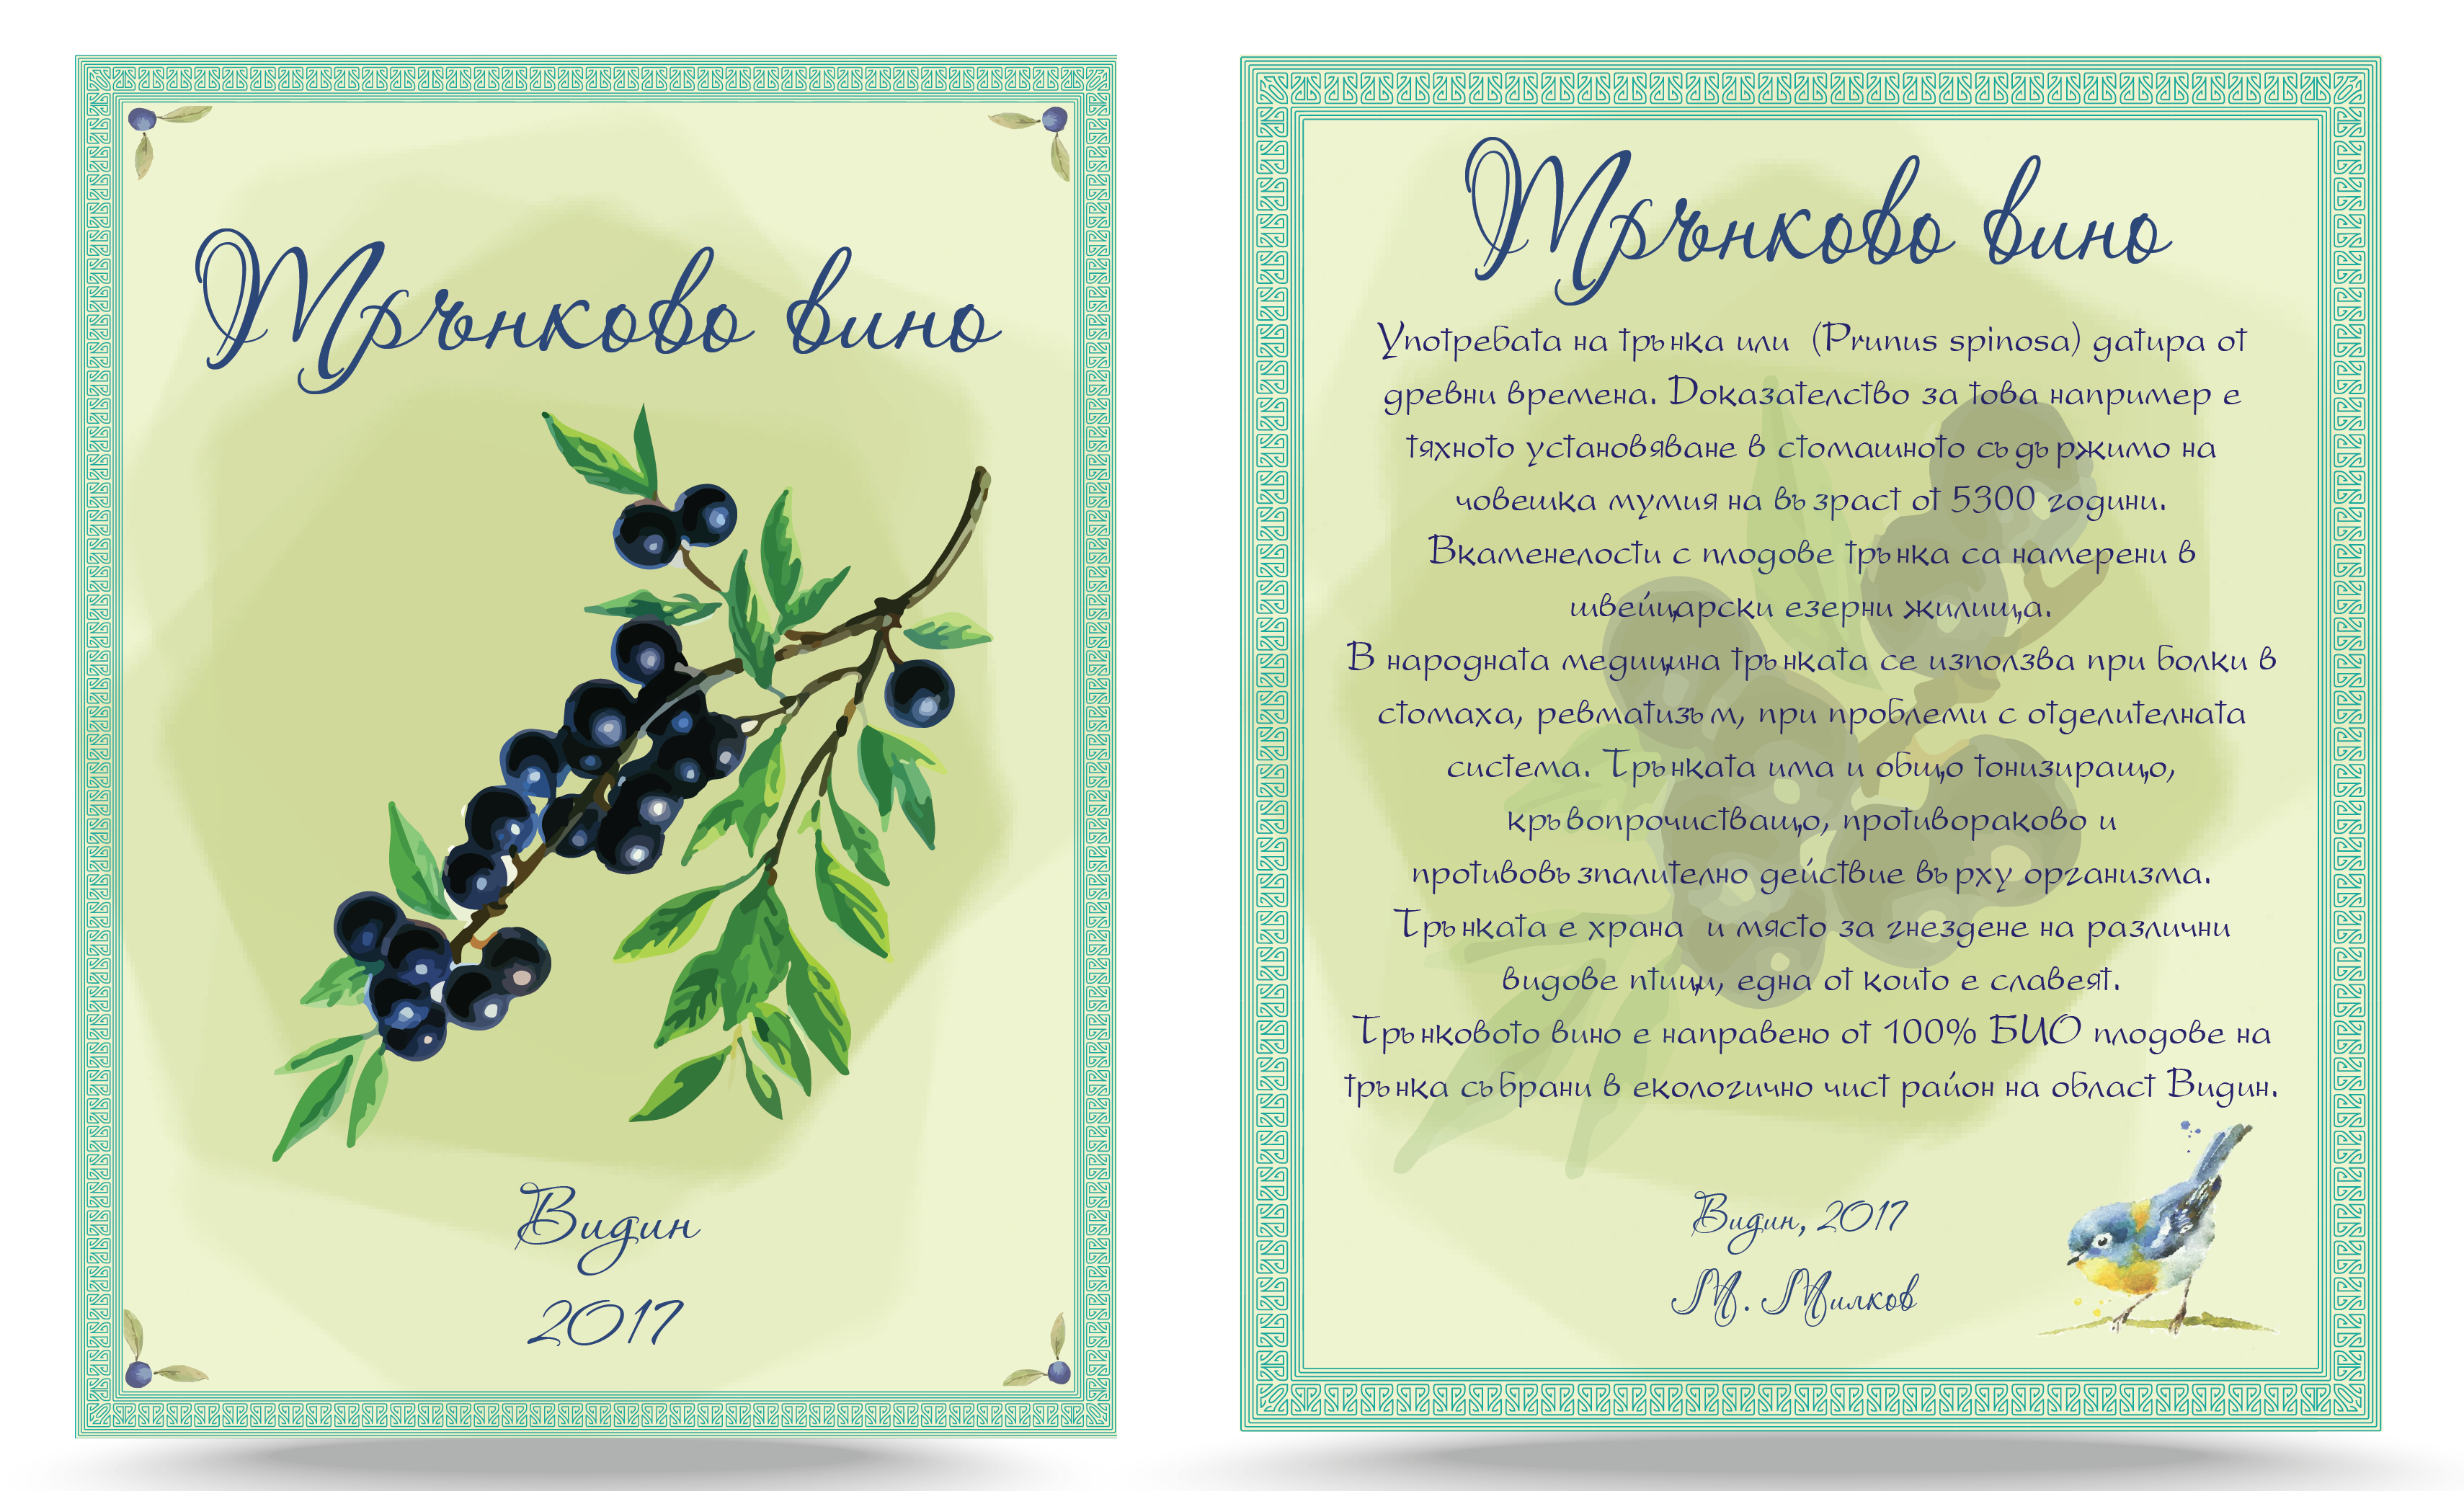 Трънково вино
Видин
2017
Трънково вино
Употребата на трънка или (Prunus spinosa) датира от
древни времена. Доказателство за това например е
тяхното установяване в стомашното съдържимо на
човешка мумия на възраст от 5300 години.
Вкаменелости с плодове трънка са намерени в
швейцарски езерни жилища.
В народната медицина трънката се използва при болки в
стомаха, ревматизъм, при проблеми с отделителната
система. Трънката има и общо тонизиращо,
кръвопрочистващо, противораково и
противовъзпалително действие върху организма.
Трънката е храна и място за гнездене на различни
видове птици, една от които е славеят.
Трънковото вино е направено от 100% БИО плодове на
трънка събрани в екологично чист район на област Видин.
Видин, 2017
М. Милков